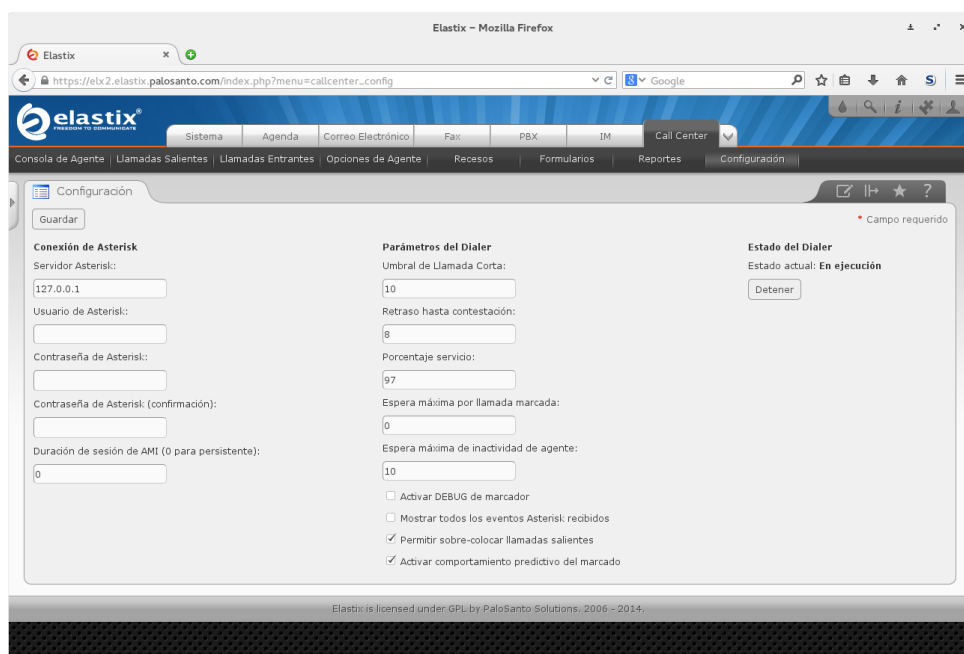 Elastix – Mozilla Firefox
Elastix
https://elx2.elastix.palosanto.com/index.php?menu=callcenter_config
Google
elastix®
FREEDOM TO COMMUNICATE
Sistema
Agenda
Correo Electrónico
Fax
PBX
IM
Call Center
Consola de Agente
Llamadas Salientes
Llamadas Entrantes
Opciones de Agente
Recesos
Formularios
Reportes
Configuración
Configuración
Guardar
* Campo requerido
Conexión de Asterisk
Servidor Asterisk:
127.0.0.1
Usuario de Asterisk:
Contraseña de Asterisk:
Contraseña de Asterisk (confirmación):
Duración de sesión de AMI (0 para persistente):
0
Parámetros del Dialer
Umbral de Llamada Corta:
10
Retraso hasta contestación:
8
Porcentaje servicio:
97
Espera máxima por llamada marcada:
0
Espera máxima de inactividad de agente:
10
Activar DEBUG de marcador
Mostrar todos los eventos Asterisk recibidos
Permitir sobre-colocar llamadas salientes
Activar comportamiento predictivo del marcado
Estado del Dialer
Estado actual: En ejecución
Detener
Elastix is licensed under GPL by PaloSanto Solutions. 2006 - 2014.